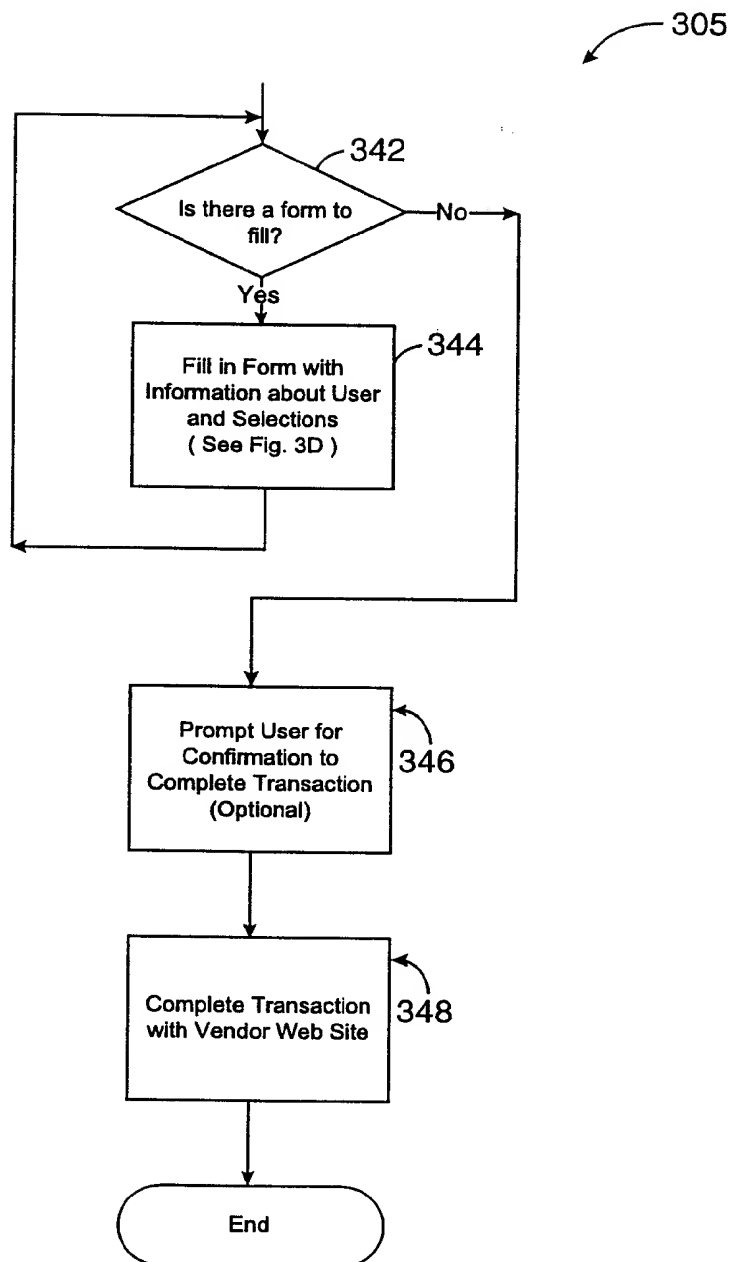 305
342
Is there a form to
fill?
No
Yes
344
Fill in Form with
Information about User
and Selections
( See Fig. 3D )
Prompt User for
Confirmation to
Complete Transaction
(Optional)
346
Complete Transaction
with Vendor Web Site
348
End